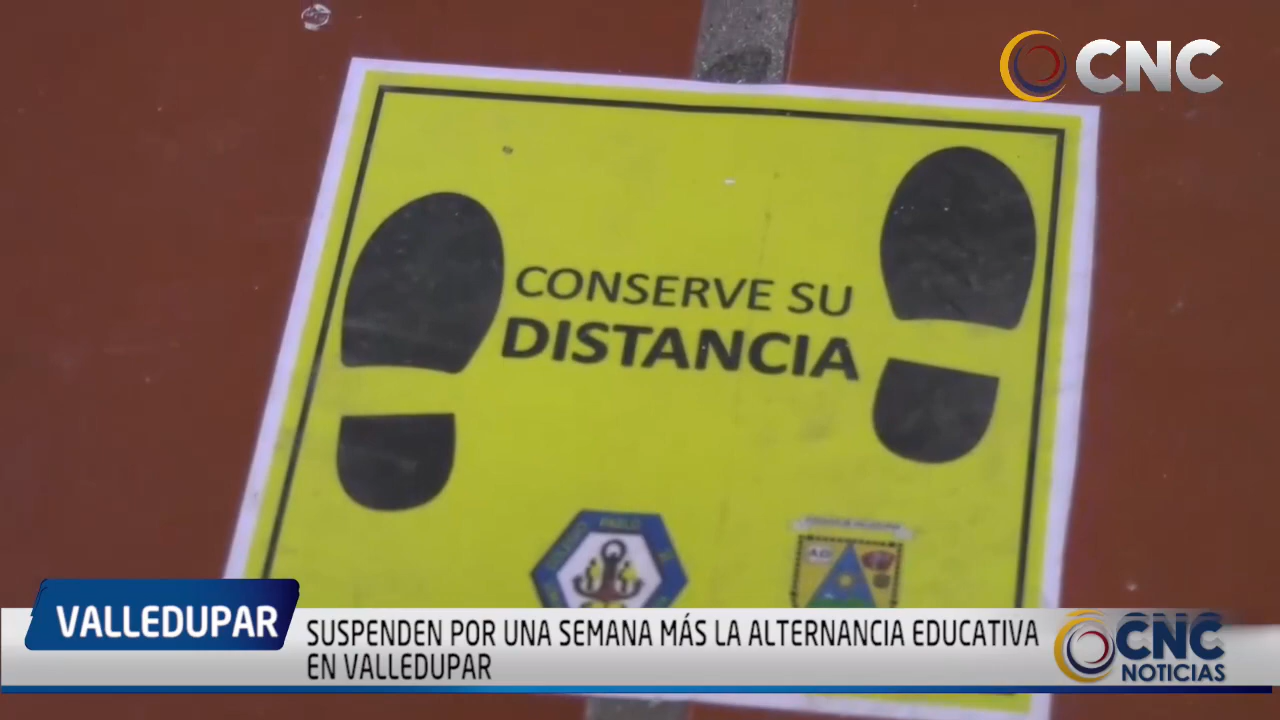 CNC
CONSERVE SU
DISTANCIA
VALLEDUPAR
SUSPENDEN POR UNA SEMANA MÁS LA ALTERNANCIA EDUCATIVA
EN VALLEDUPAR
CNC
NOTICIAS